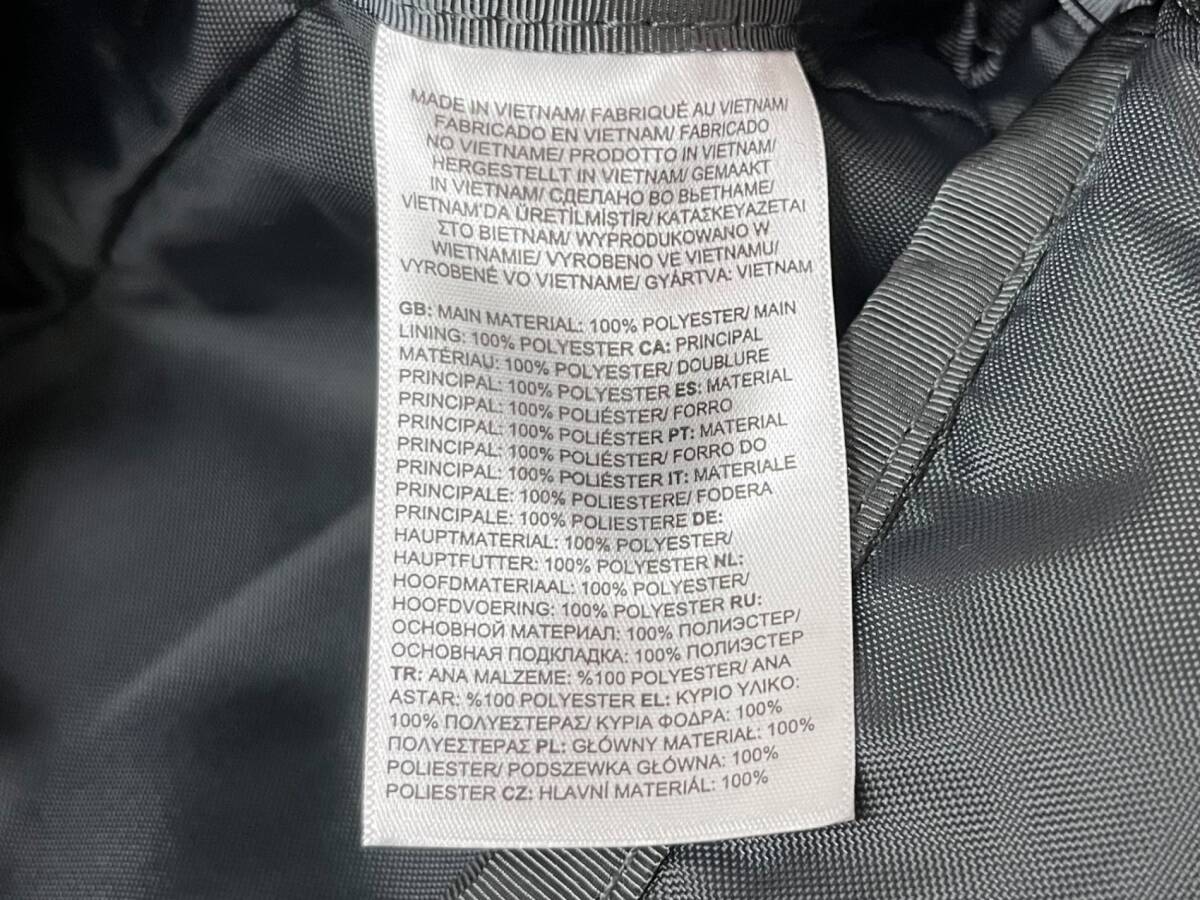 MADE IN VIETNAM/ FABRIQUÉ AU VIETNAM/
FABRICADO EN VIETNAM/ FABRICADO
NO VIETNAME/ PRODOTTO IN VIETNAM/
HERGESTELLT IN VIETNAM/ GEMAAKT
IN VIETNAM/ СДЕЛАНО ВО ВЬЕТНАМЕ/
VİETNAM'DA ÜRETİLMİŞTİR/ ΚΑΤΑΣΚΕΥΑΖΕΤΑΙ
ΣΤΟ ΒΙΕΤΝΑΜ/ WYPRODUKOWANO W
WIETNAMIE/ VYROBENO VE VIETNAMU/
VYROBENÉ VO VIETNAME/ GYÁRTVA: VIETNAM
GB: MAIN MATERIAL: 100% POLYESTER/ MAIN
LINING: 100% POLYESTER CA: PRINCIPAL
MATÉRIAU: 100% POLYESTER/ DOUBLURE
PRINCIPAL: 100% POLYESTER ES: MATERIAL
PRINCIPAL: 100% POLIÉSTER/ FORRO
PRINCIPAL: 100% POLIÉSTER PT: MATERIAL
PRINCIPAL: 100% POLIÉSTER/ FORRO DO
PRINCIPAL: 100% POLIÉSTER IT: MATERIALE
PRINCIPALE: 100% POLIESTERE/ FODERA
PRINCIPALE: 100% POLIESTERE DE:
HAUPTMATERIAL: 100% POLYESTER/
HAUPTFUTTER: 100% POLYESTER NL:
HOOFDMATERIAAL: 100% POLYESTER/
HOOFDVOERING: 100% POLYESTER RU:
ОСНОВНОЙ МАТЕРИАЛ: 100% ПОЛИЭСТЕР/
ОСНОВНАЯ ПОДКЛАДКА: 100% ПОЛИЭСТЕР
TR: ANA MALZEME: %100 POLYESTER/ ANA
ASTAR: %100 POLYESTER EL: ΚΥΡΙΟ ΥΛΙΚΟ:
100% ΠΟΛΥΕΣΤΕΡΑΣ/ ΚΥΡΙΑ ΦΟΔΡΑ: 100%
ΠΟΛΥΕΣΤΕΡΑΣ PL: GŁÓWNY MATERIAŁ: 100%
POLIESTER/ PODSZEWKA GŁÓWNA: 100%
POLIESTER CZ: HLAVNÍ MATERIÁL: 100%